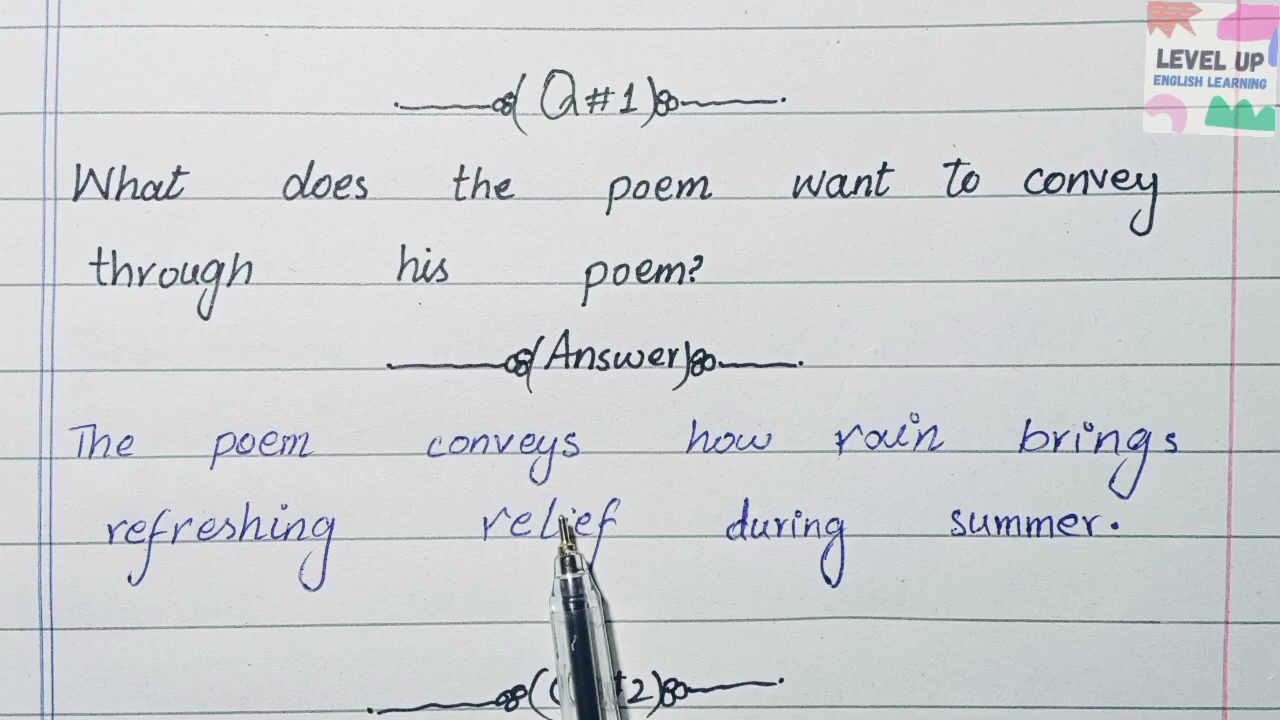 LEVEL UP
ENGLISH LEARNING
(Q#1)
What does the poem want to convey
through his poem?
(Answer)
The poem conveys how rain brings
refreshing relief during summer.